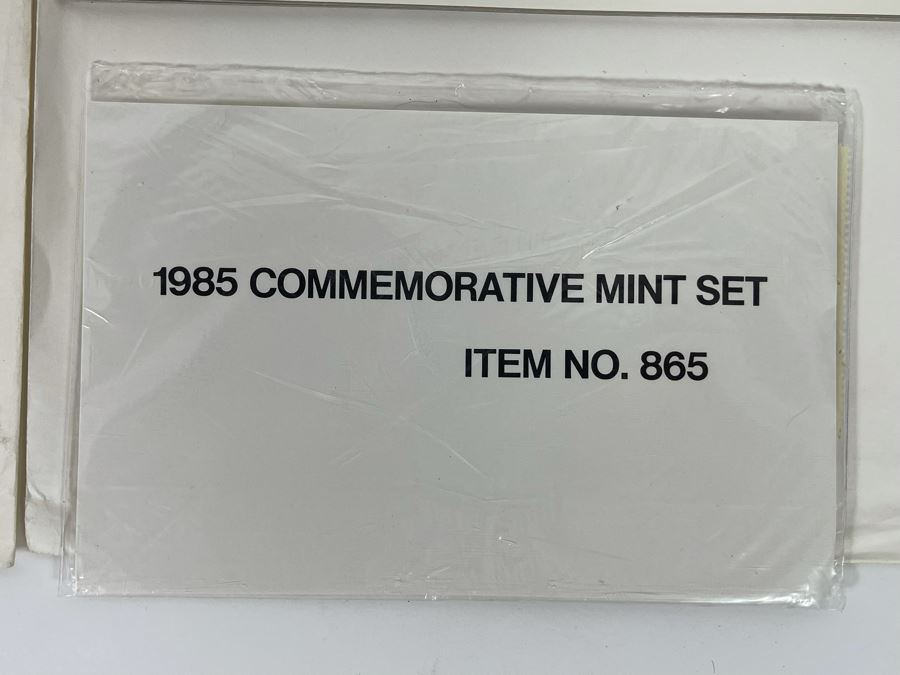 1985 COMMEMORATIVE MINT SET
ITEM NO. 865